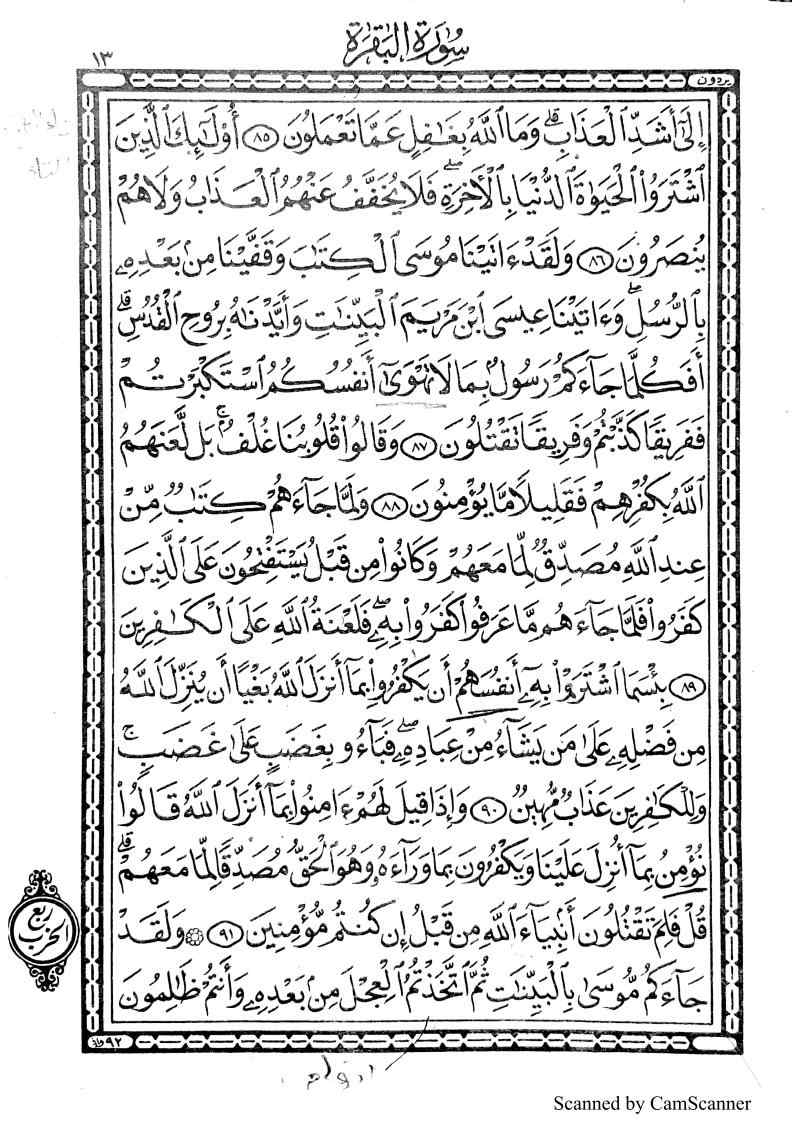 ١٣
سُورَةُ الْبَقَرَةِ
يردون
إِلَىٰٓ أَشَدِّ ٱلْعَذَابِۗ وَمَا ٱللَّهُ بِغَٰفِلٍ عَمَّا تَعْمَلُونَ ٨٥ أُوْلَٰٓئِكَ ٱلَّذِينَ
ٱشْتَرَوُاْ ٱلْحَيَوٰةَ ٱلدُّنْيَا بِٱلْأٓخِرَةِۖ فَلَا يُخَفَّفُ عَنْهُمُ ٱلْعَذَابُ وَلَا هُمْ
يُنصَرُونَ ٨٦ وَلَقَدْ ءَاتَيْنَا مُوسَى ٱلْكِتَٰبَ وَقَفَّيْنَا مِنۢ بَعْدِهِۦ
بِٱلرُّسُلِۖ وَءَاتَيْنَا عِيسَى ٱبْنَ مَرْيَمَ ٱلْبَيِّنَٰتِ وَأَيَّدْنَٰهُ بِرُوحِ ٱلْقُدُسِۗ
أَفَكُلَّمَا جَآءَكُمْ رَسُولُۢ بِمَا لَا تَهْوَىٰٓ أَنفُسُكُمُ ٱسْتَكْبَرْتُمْ
فَفَرِيقًا كَذَّبْتُمْ وَفَرِيقًا تَقْتُلُونَ ٨٧ وَقَالُواْ قُلُوبُنَا غُلْفُۢۚ بَل لَّعَنَهُمُ
ٱللَّهُ بِكُفْرِهِمْ فَقَلِيلًا مَّا يُؤْمِنُونَ ٨٨ وَلَمَّا جَآءَهُمْ كِتَٰبٌ مِّنْ
عِندِ ٱللَّهِ مُصَدِّقٌ لِّمَا مَعَهُمْ وَكَانُواْ مِن قَبْلُ يَسْتَفْتِحُونَ عَلَى ٱلَّذِينَ
كَفَرُواْ فَلَمَّا جَآءَهُم مَّا عَرَفُواْ كَفَرُواْ بِهِۦۖ فَلَعْنَةُ ٱللَّهِ عَلَى ٱلْكَٰفِرِينَ
٨٩ بِئْسَمَا ٱشْتَرَوْاْ بِهِۦٓ أَنفُسَهُمْ أَن يَكْفُرُواْ بِمَآ أَنزَلَ ٱللَّهُ بَغْيًا أَن يُنَزِّلَ ٱللَّهُ
مِن فَضْلِهِۦ عَلَىٰ مَن يَشَآءُ مِنْ عِبَادِهِۦۖ فَبَآءُو بِغَضَبٍ عَلَىٰ غَضَبٍۚ
وَلِلْكَٰفِرِينَ عَذَابٌ مُّهِينٌ ٩٠ وَإِذَا قِيلَ لَهُمْ ءَامِنُواْ بِمَآ أَنزَلَ ٱللَّهُ قَالُواْ
نُؤْمِنُ بِمَآ أُنزِلَ عَلَيْنَا وَيَكْفُرُونَ بِمَا وَرَآءَهُۥ وَهُوَ ٱلْحَقُّ مُصَدِّقًا لِّمَا مَعَهُمْۗ
قُلْ فَلِمَ تَقْتُلُونَ أَنۢبِيَآءَ ٱللَّهِ مِن قَبْلُ إِن كُنتُم مُّؤْمِنِينَ ٩١ ۞ وَلَقَدْ
جَآءَكُم مُّوسَىٰ بِٱلْبَيِّنَٰتِ ثُمَّ ٱتَّخَذْتُمُ ٱلْعِجْلَ مِنۢ بَعْدِهِۦ وَأَنتُمْ ظَٰلِمُونَ
ربع
الحزب
٩٢
Scanned by CamScanner